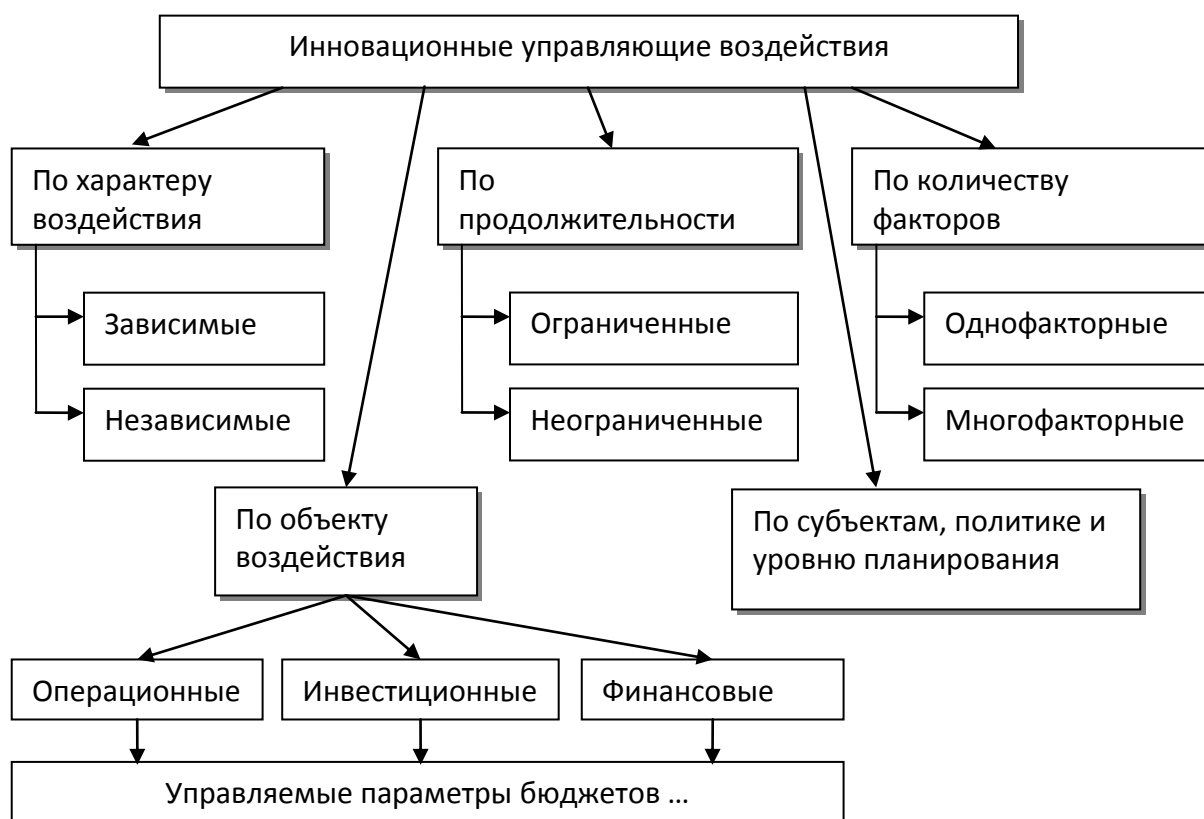 Инновационные управляющие воздействия
По характеру
воздействия
По
продолжительности
По количеству
факторов
Зависимые
Ограниченные
Однофакторные
Независимые
Неограниченные
Многофакторные
По объекту
воздействия
По субъектам, политике и
уровню планирования
Операционные
Инвестиционные
Финансовые
Управляемые параметры бюджетов ...